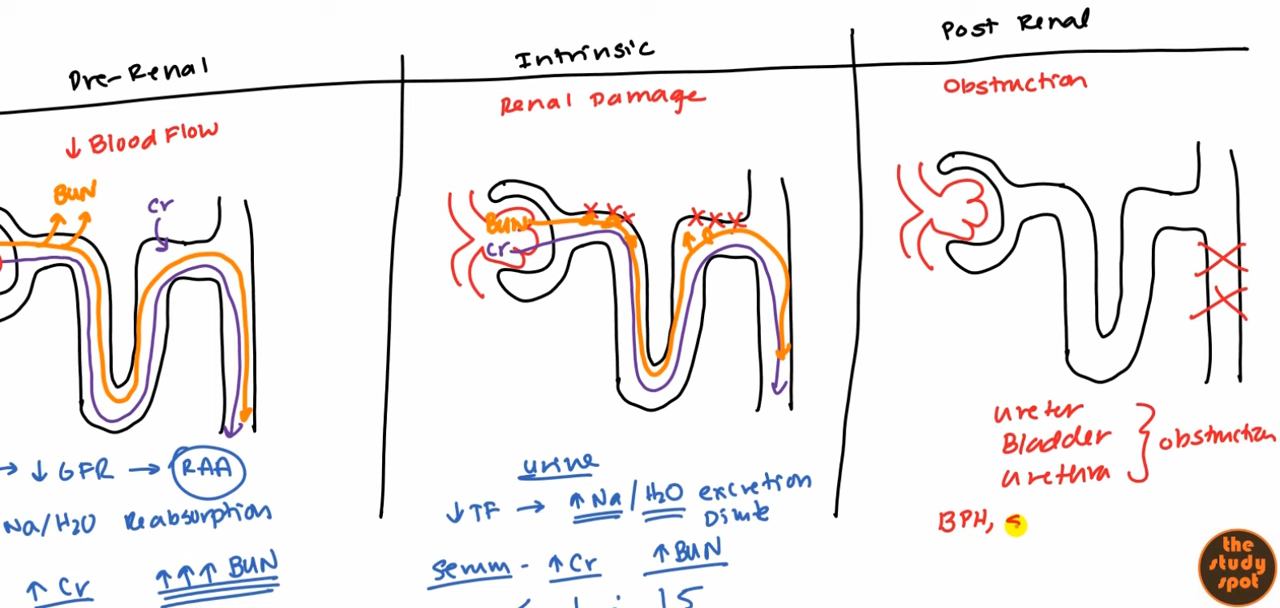 Pre-Renal
↓ Blood Flow
BUN
Cr
→ ↓ GFR → RAA
Na/H2O Reabsorption
↑ Cr ↑↑↑ BUN
Intrinsic
Renal Damage
BUN
Cr
urine
↓ TF → ↑ Na / H2O excretion
Dilute
Serum - ↑ Cr ↑ BUN
15
Post Renal
Obstruction
ureter
Bladder
urethra
obstruction
BPH, s
the
study
spot